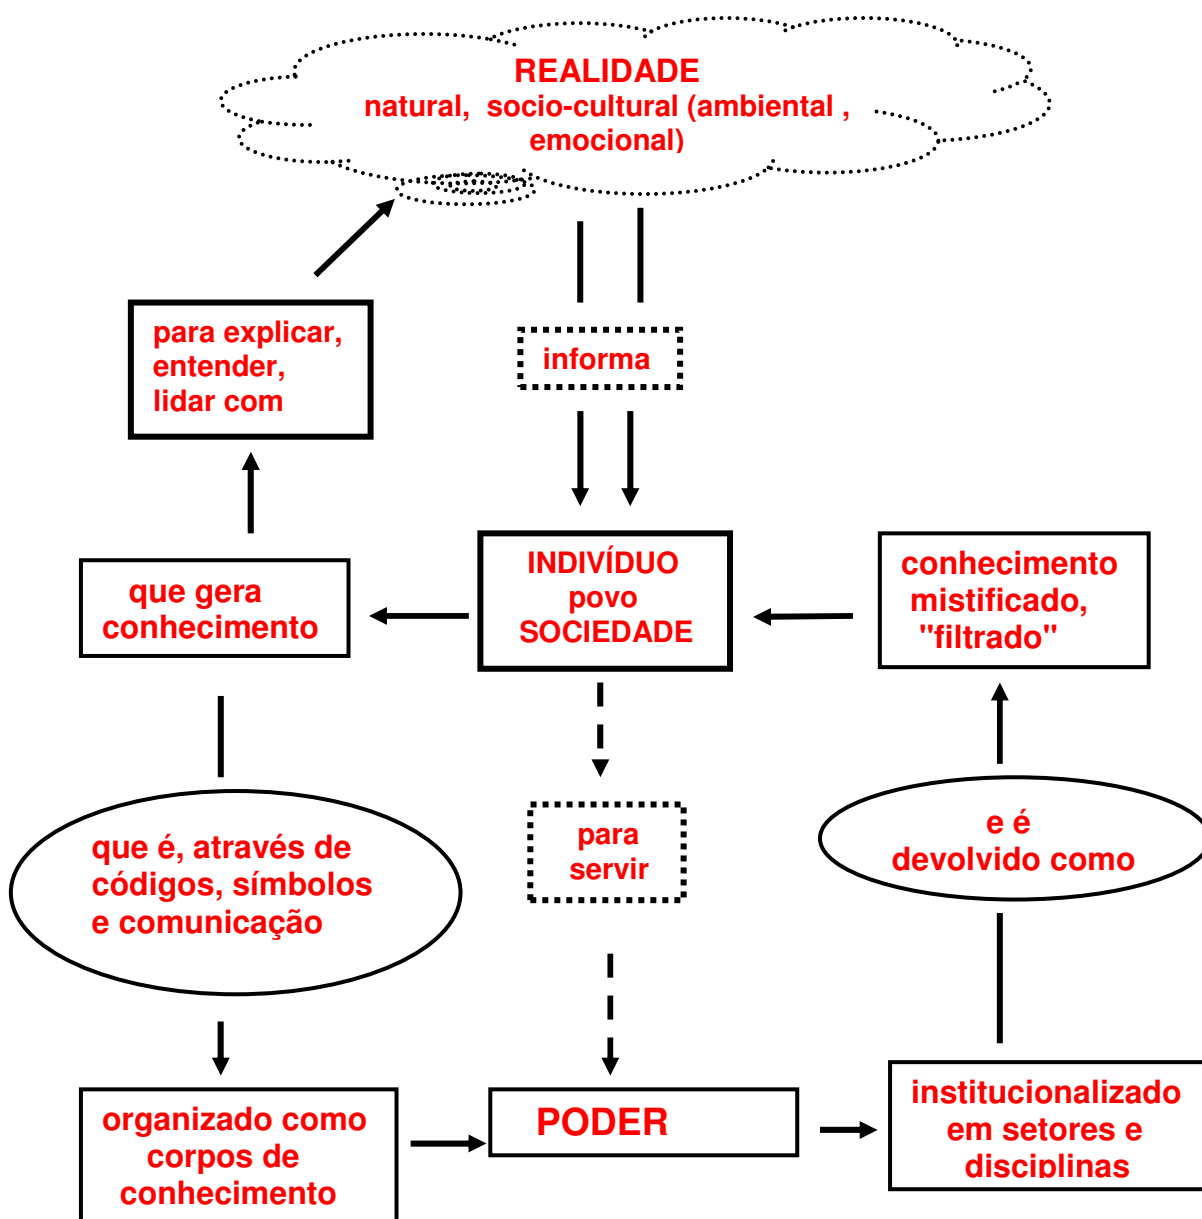 REALIDADE
natural, socio-cultural (ambiental ,
emocional)
para explicar,
entender,
lidar com
informa
que gera
conhecimento
INDIVÍDUO
povo
SOCIEDADE
conhecimento
mistificado,
"filtrado"
que é, através de
códigos, símbolos
e comunicação
para
servir
e é
devolvido como
organizado como
corpos de
conhecimento
PODER
institucionalizado
em setores e
disciplinas